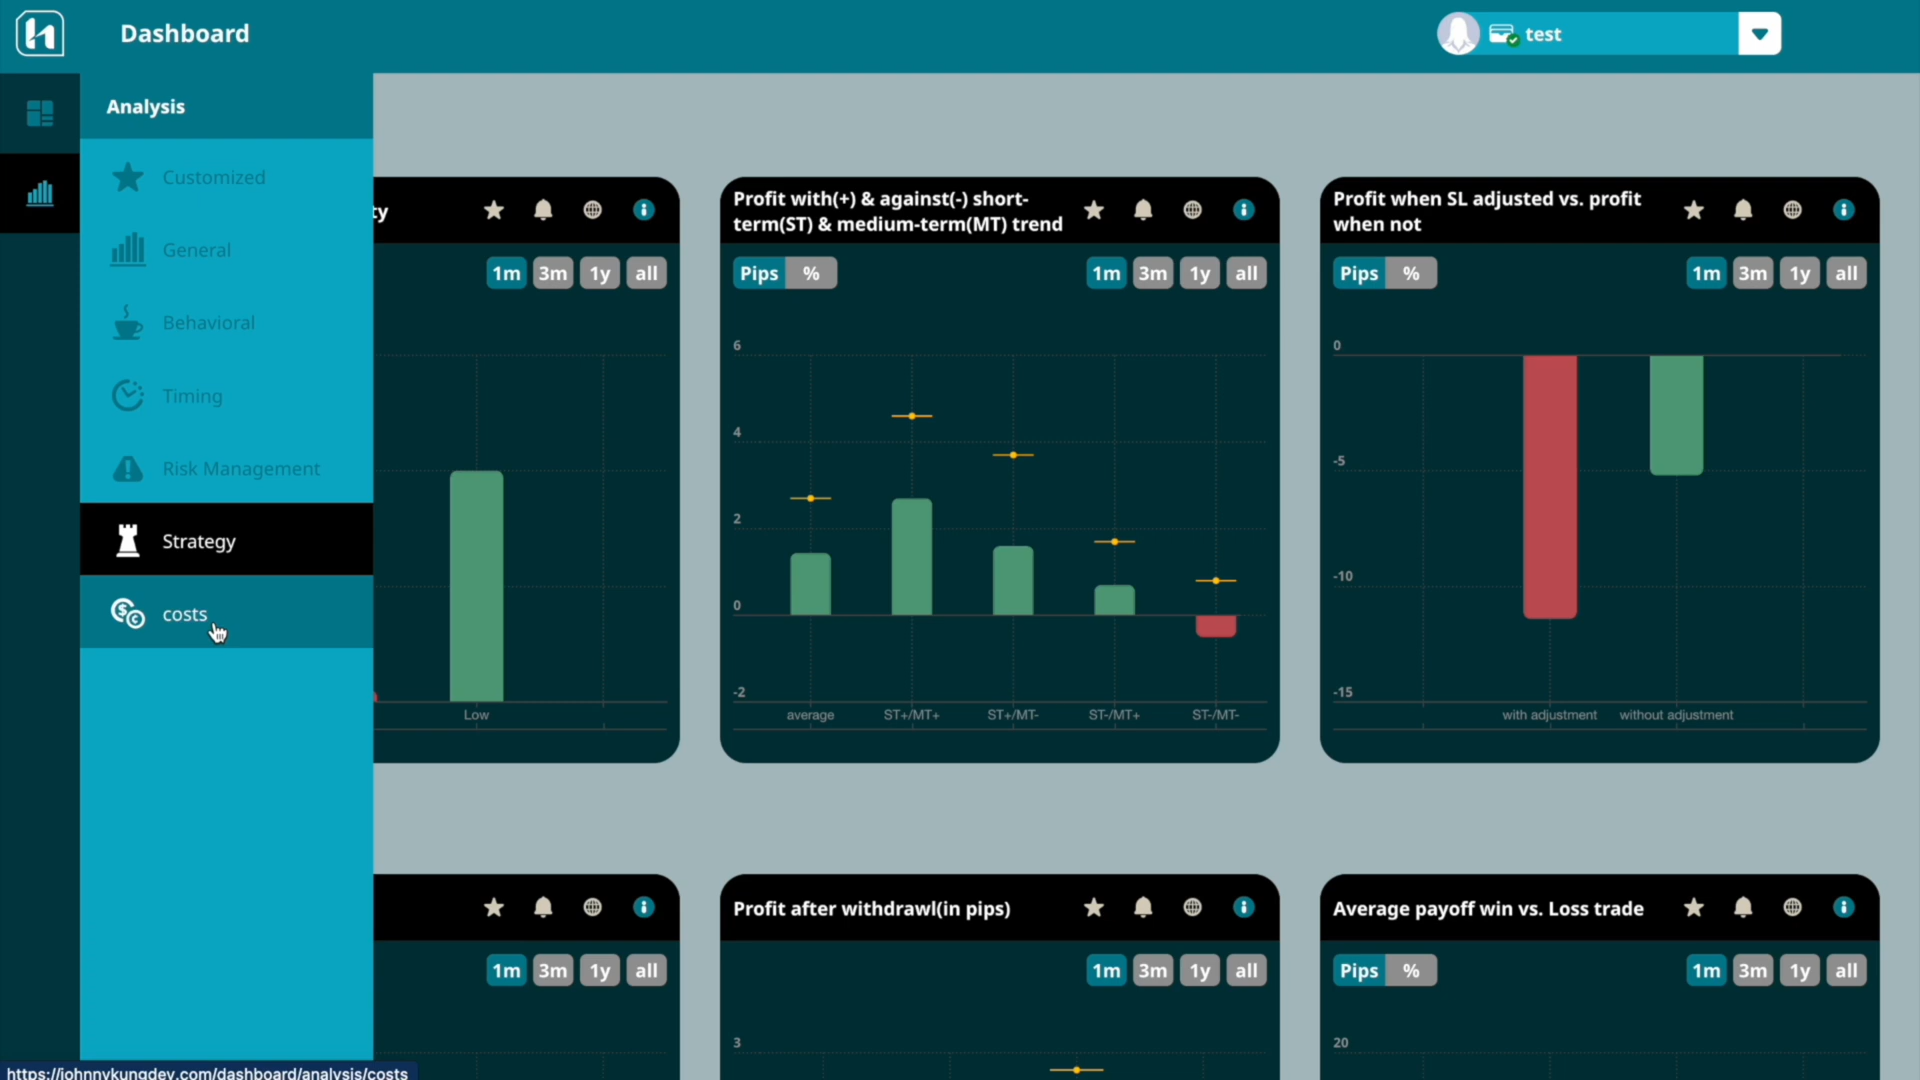 Dashboard
test
Analysis
Customized
General
Behavioral
Timing
Risk Management
Strategy
costs
ty
1m 3m 1y all
Low
Profit with(+) & against(-) short-
term(ST) & medium-term(MT) trend
Pips %
1m 3m 1y all
6
4
2
0
-2
average ST+/MT+ ST+/MT- ST-/MT+ ST-/MT-
Profit when SL adjusted vs. profit
when not
Pips %
1m 3m 1y all
0
-5
-10
-15
with adjustment without adjustment
1m 3m 1y all
Profit after withdrawl(in pips)
1m 3m 1y all
3
Average payoff win vs. Loss trade
Pips %
1m 3m 1y all
20
https://johnnykungdev.com/dashboard/analysis/costs